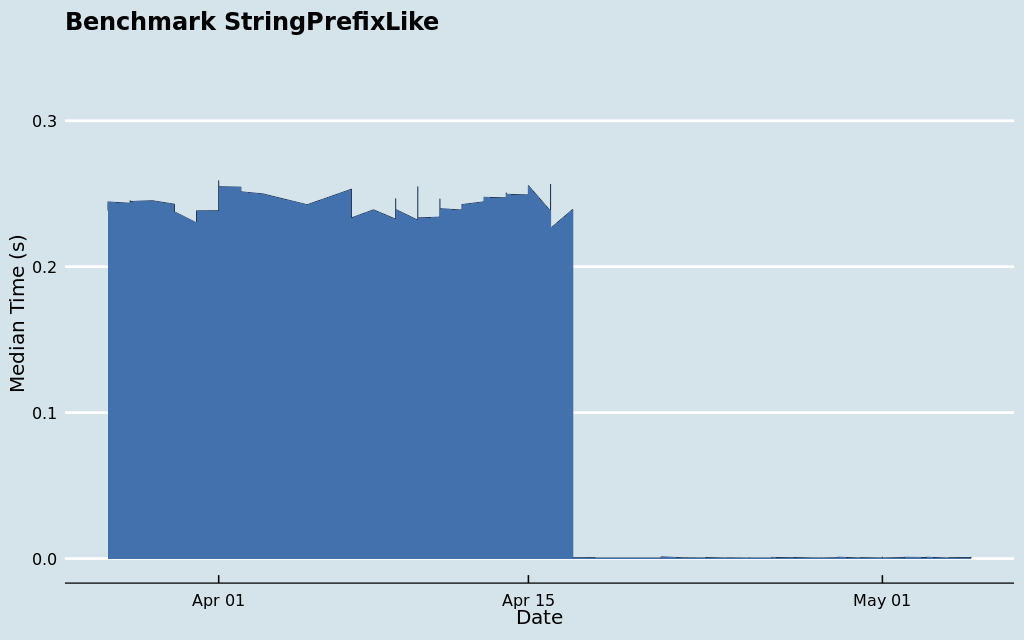 Benchmark StringPrefixLike
0.3
0.2
0.1
0.0
Median Time (s)
Apr 01
Apr 15
May 01
Date